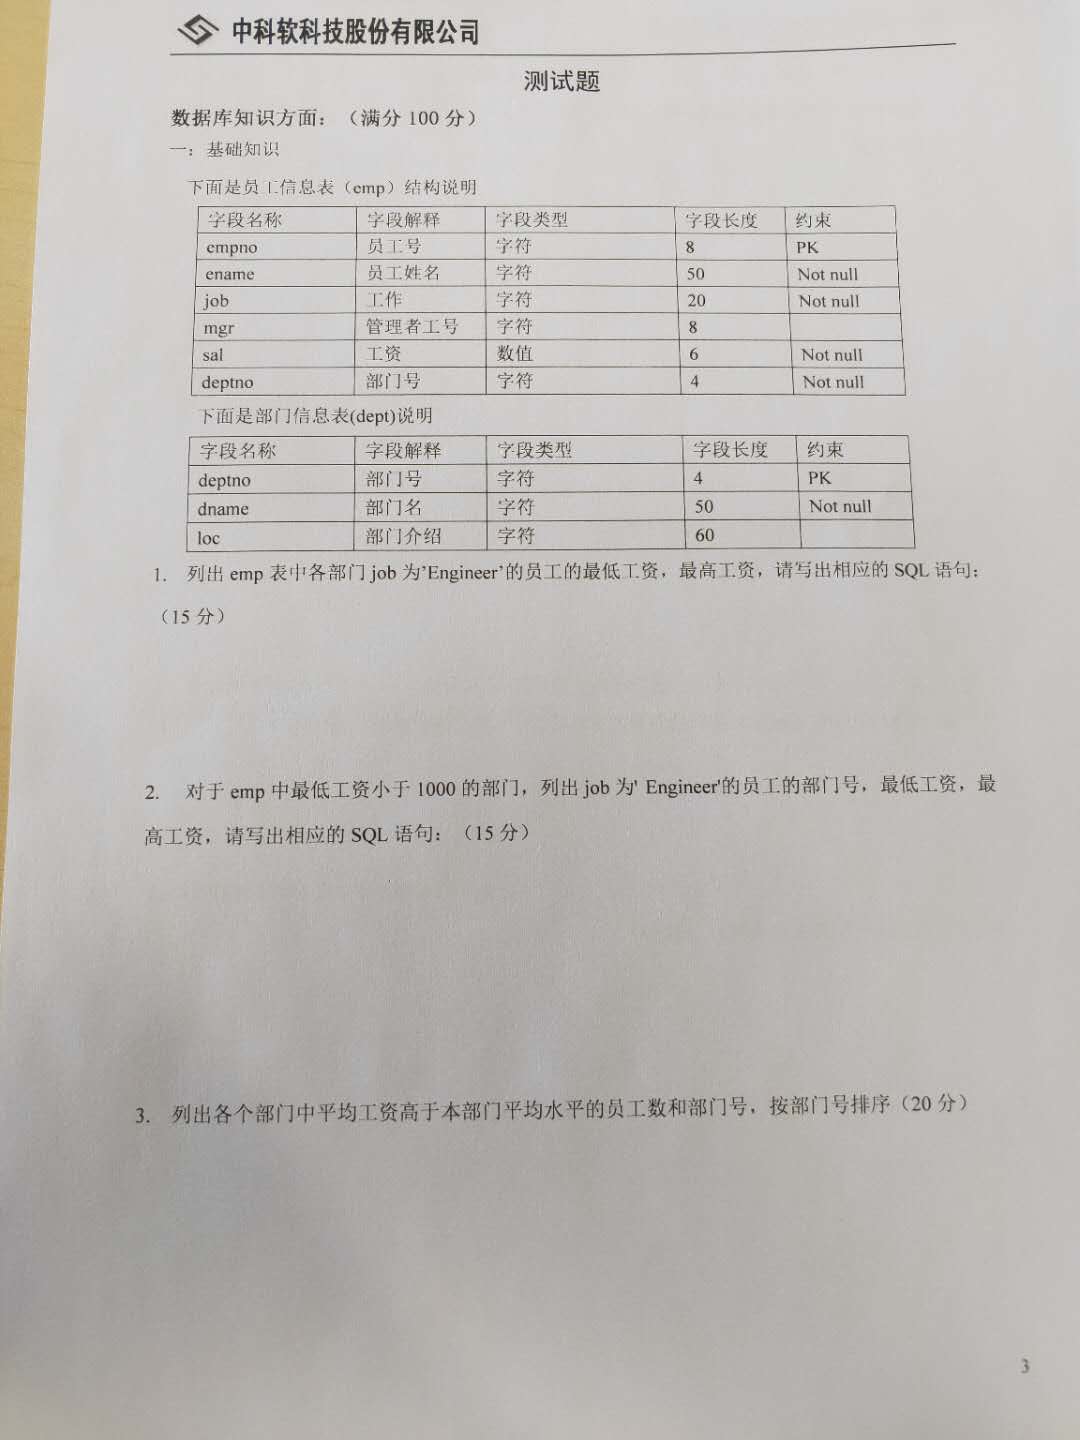 中科软科技股份有限公司
测试题
数据库知识方面：（满分 100 分）
一：基础知识
下面是员工信息表（emp）结构说明
字段名称 字段解释 字段类型 字段长度 约束
empno 员工号 字符 8 PK
ename 员工姓名 字符 50 Not null
job 工作 字符 20 Not null
mgr 管理者工号 字符 8
sal 工资 数值 6 Not null
deptno 部门号 字符 4 Not null
下面是部门信息表(dept)说明
字段名称 字段解释 字段类型 字段长度 约束
deptno 部门号 字符 4 PK
dname 部门名 字符 50 Not null
loc 部门介绍 字符 60
1. 列出 emp 表中各部门 job 为’Engineer’的员工的最低工资，最高工资，请写出相应的 SQL 语句：
（15 分）
2. 对于 emp 中最低工资小于 1000 的部门，列出 job 为' Engineer'的员工的部门号，最低工资，最
高工资，请写出相应的 SQL 语句：（15 分）
3. 列出各个部门中平均工资高于本部门平均水平的员工数和部门号，按部门号排序（20 分）
3